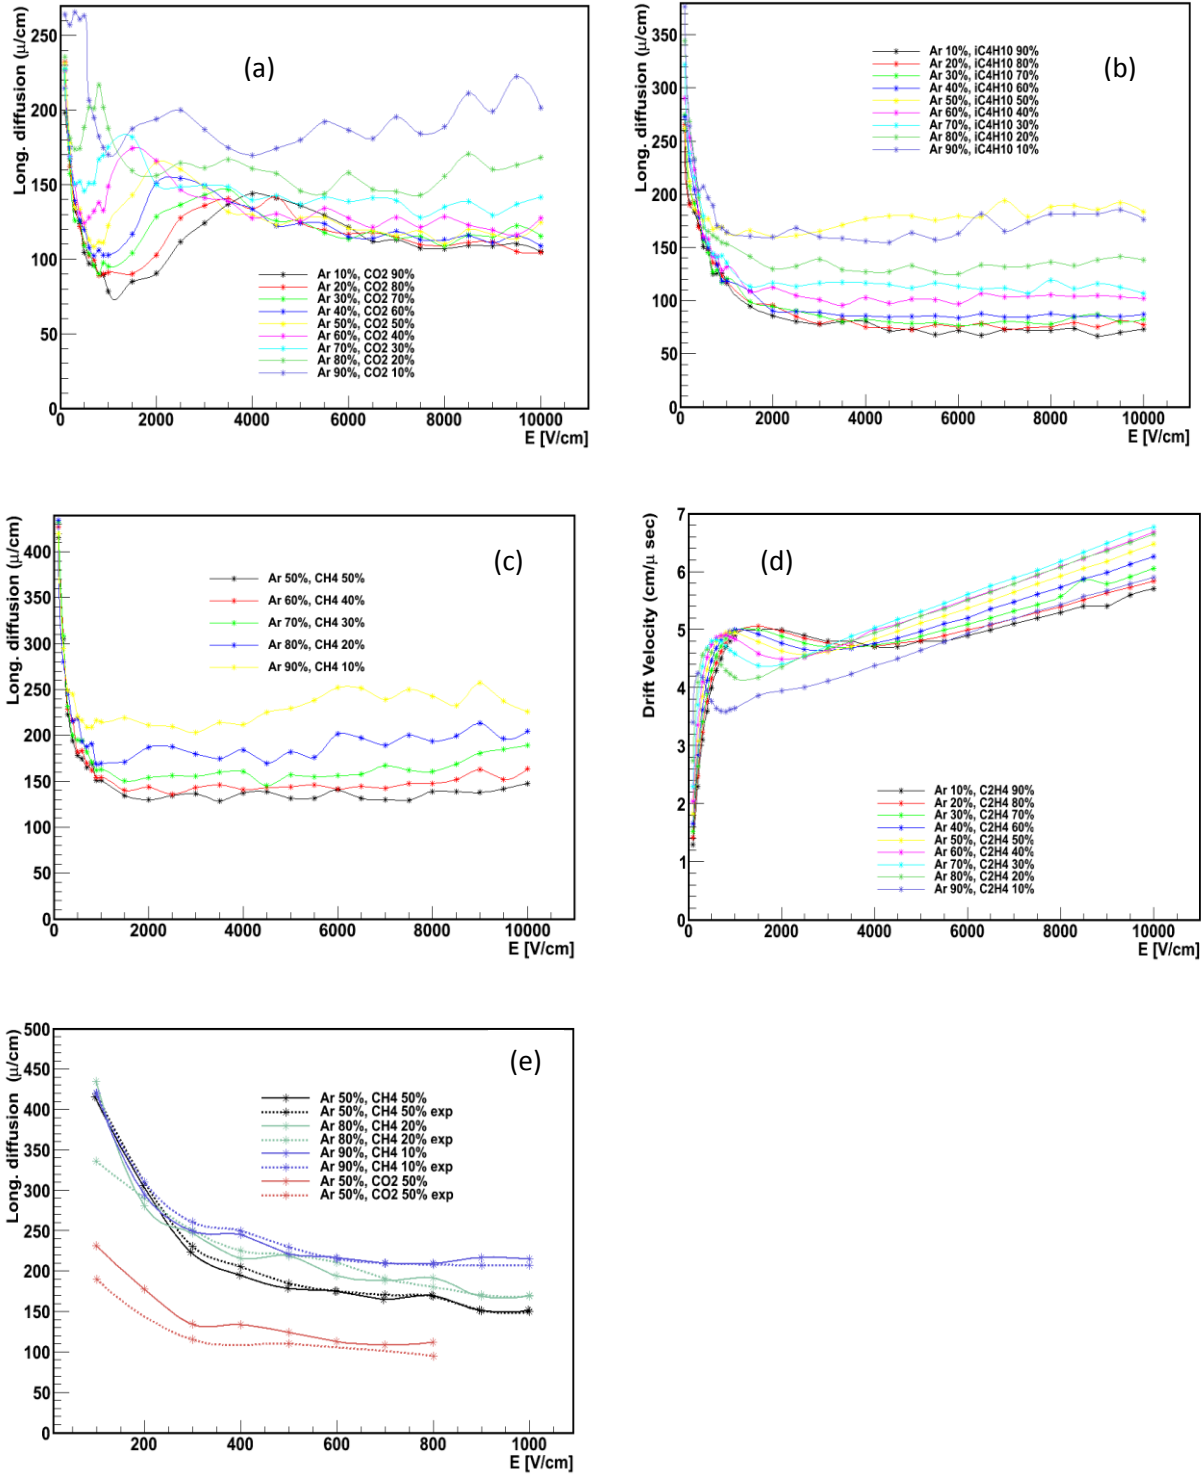 (a)
Long. diffusion (μ/cm)
250
200
150
100
50
0
Ar 10%, CO2 90%
Ar 20%, CO2 80%
Ar 30%, CO2 70%
Ar 40%, CO2 60%
Ar 50%, CO2 50%
Ar 60%, CO2 40%
Ar 70%, CO2 30%
Ar 80%, CO2 20%
Ar 90%, CO2 10%
0 2000 4000 6000 8000 10000
E [V/cm]
(b)
Long. diffusion (μ/cm)
350
300
250
200
150
100
50
0
Ar 10%, iC4H10 90%
Ar 20%, iC4H10 80%
Ar 30%, iC4H10 70%
Ar 40%, iC4H10 60%
Ar 50%, iC4H10 50%
Ar 60%, iC4H10 40%
Ar 70%, iC4H10 30%
Ar 80%, iC4H10 20%
Ar 90%, iC4H10 10%
0 2000 4000 6000 8000 10000
E [V/cm]
(c)
Long. diffusion (μ/cm)
400
350
300
250
200
150
100
50
0
Ar 50%, CH4 50%
Ar 60%, CH4 40%
Ar 70%, CH4 30%
Ar 80%, CH4 20%
Ar 90%, CH4 10%
0 2000 4000 6000 8000 10000
E [V/cm]
(d)
Drift Velocity (cm/μ sec)
7
6
5
4
3
2
1
0
Ar 10%, C2H4 90%
Ar 20%, C2H4 80%
Ar 30%, C2H4 70%
Ar 40%, C2H4 60%
Ar 50%, C2H4 50%
Ar 60%, C2H4 40%
Ar 70%, C2H4 30%
Ar 80%, C2H4 20%
Ar 90%, C2H4 10%
0 2000 4000 6000 8000 10000
E [V/cm]
(e)
Long. diffusion (μ/cm)
500
450
400
350
300
250
200
150
100
50
0
Ar 50%, CH4 50%
Ar 50%, CH4 50% exp
Ar 80%, CH4 20%
Ar 80%, CH4 20% exp
Ar 90%, CH4 10%
Ar 90%, CH4 10% exp
Ar 50%, CO2 50%
Ar 50%, CO2 50% exp
200 400 600 800 1000
E [V/cm]